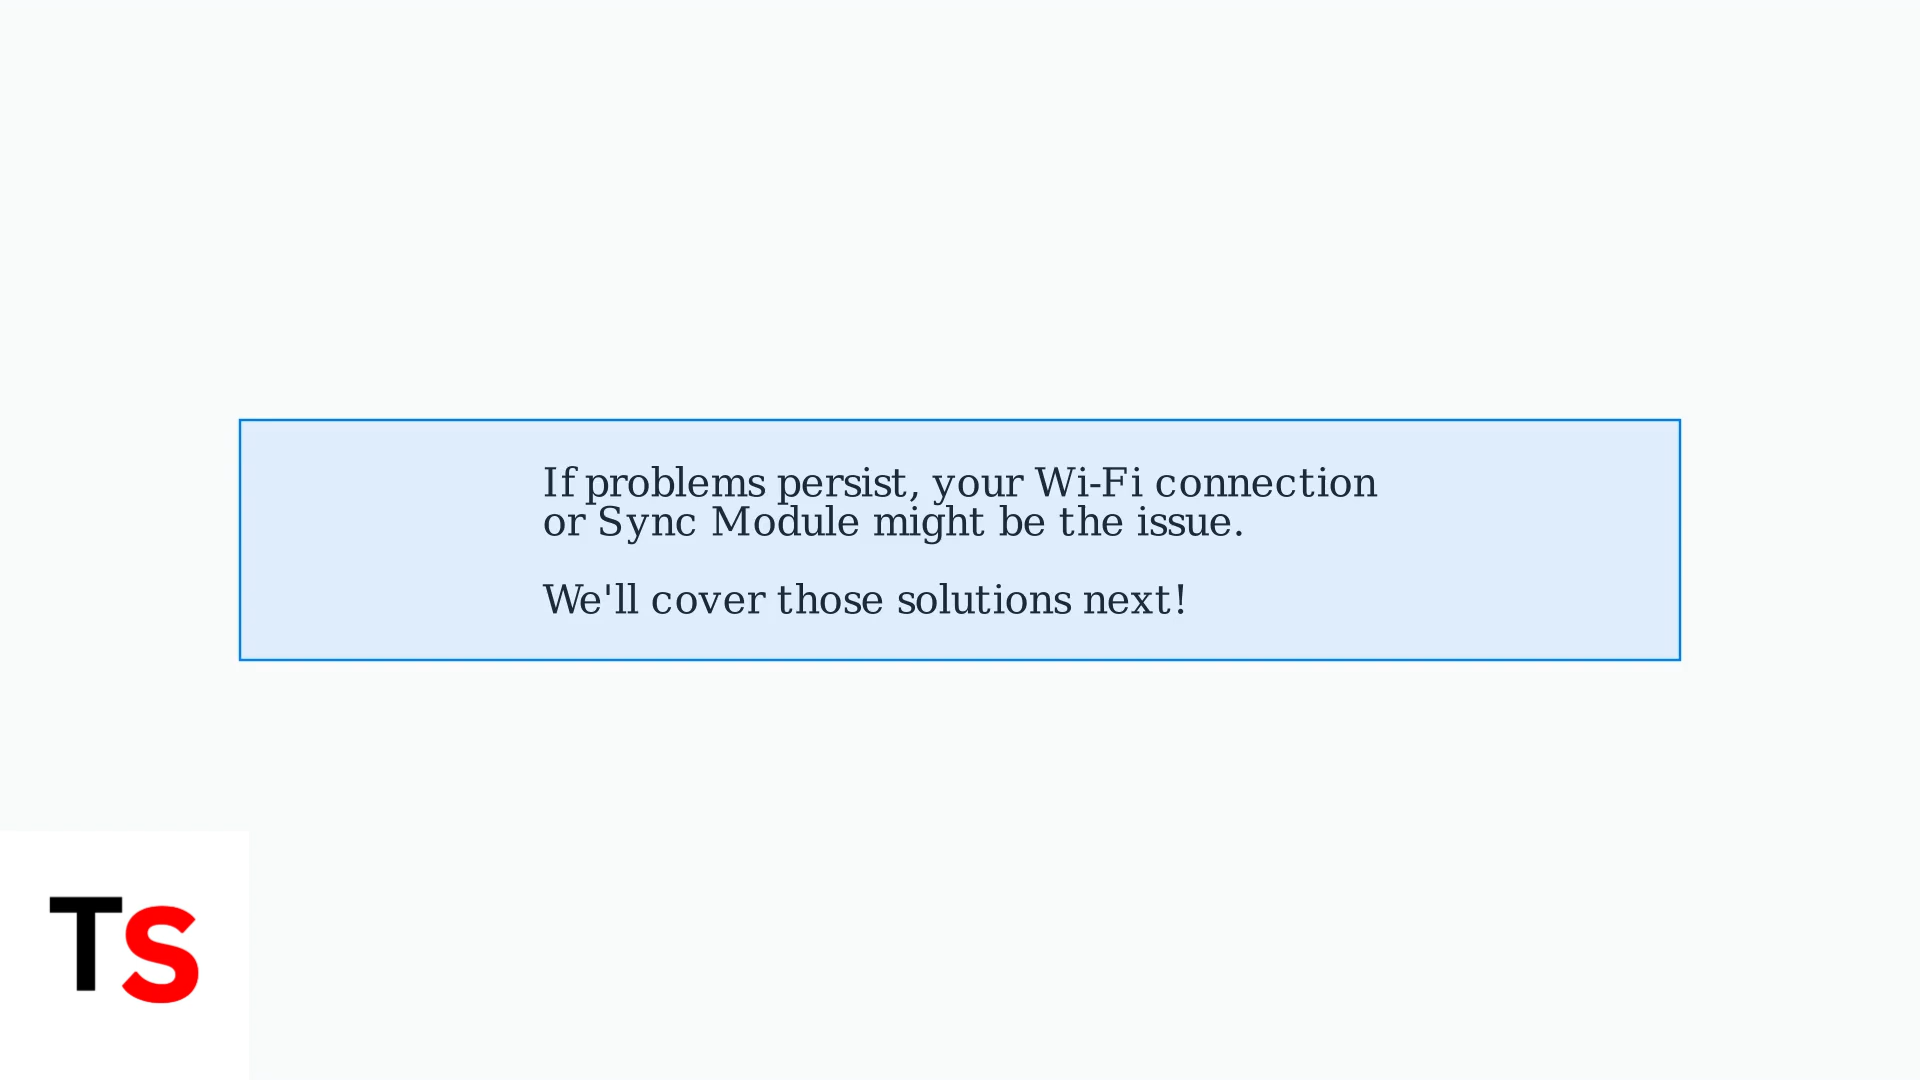 If problems persist, your Wi-Fi connection
or Sync Module might be the issue.
We'll cover those solutions next!
TS